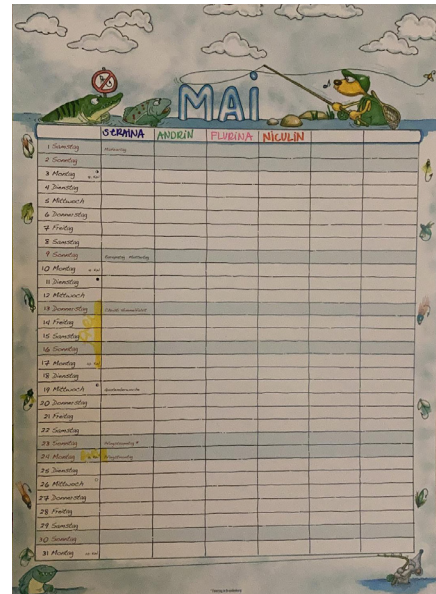 MAI
SERAINA ANDRIN FLURINA NICULIN
1 Samstag
2 Sonntag
3 Montag
4 Dienstag
5 Mittwoch
6 Donnerstag
7 Freitag
8 Samstag
9 Sonntag Muttertag
10 Montag
11 Dienstag
12 Mittwoch
13 Donnerstag
14 Freitag
15 Samstag
16 Sonntag
17 Montag
18 Dienstag
19 Mittwoch
20 Donnerstag
21 Freitag
22 Samstag
23 Sonntag Pfingstsonntag
24 Montag Pfingstmontag
25 Dienstag
26 Mittwoch
27 Donnerstag
28 Freitag
29 Samstag
30 Sonntag
31 Montag